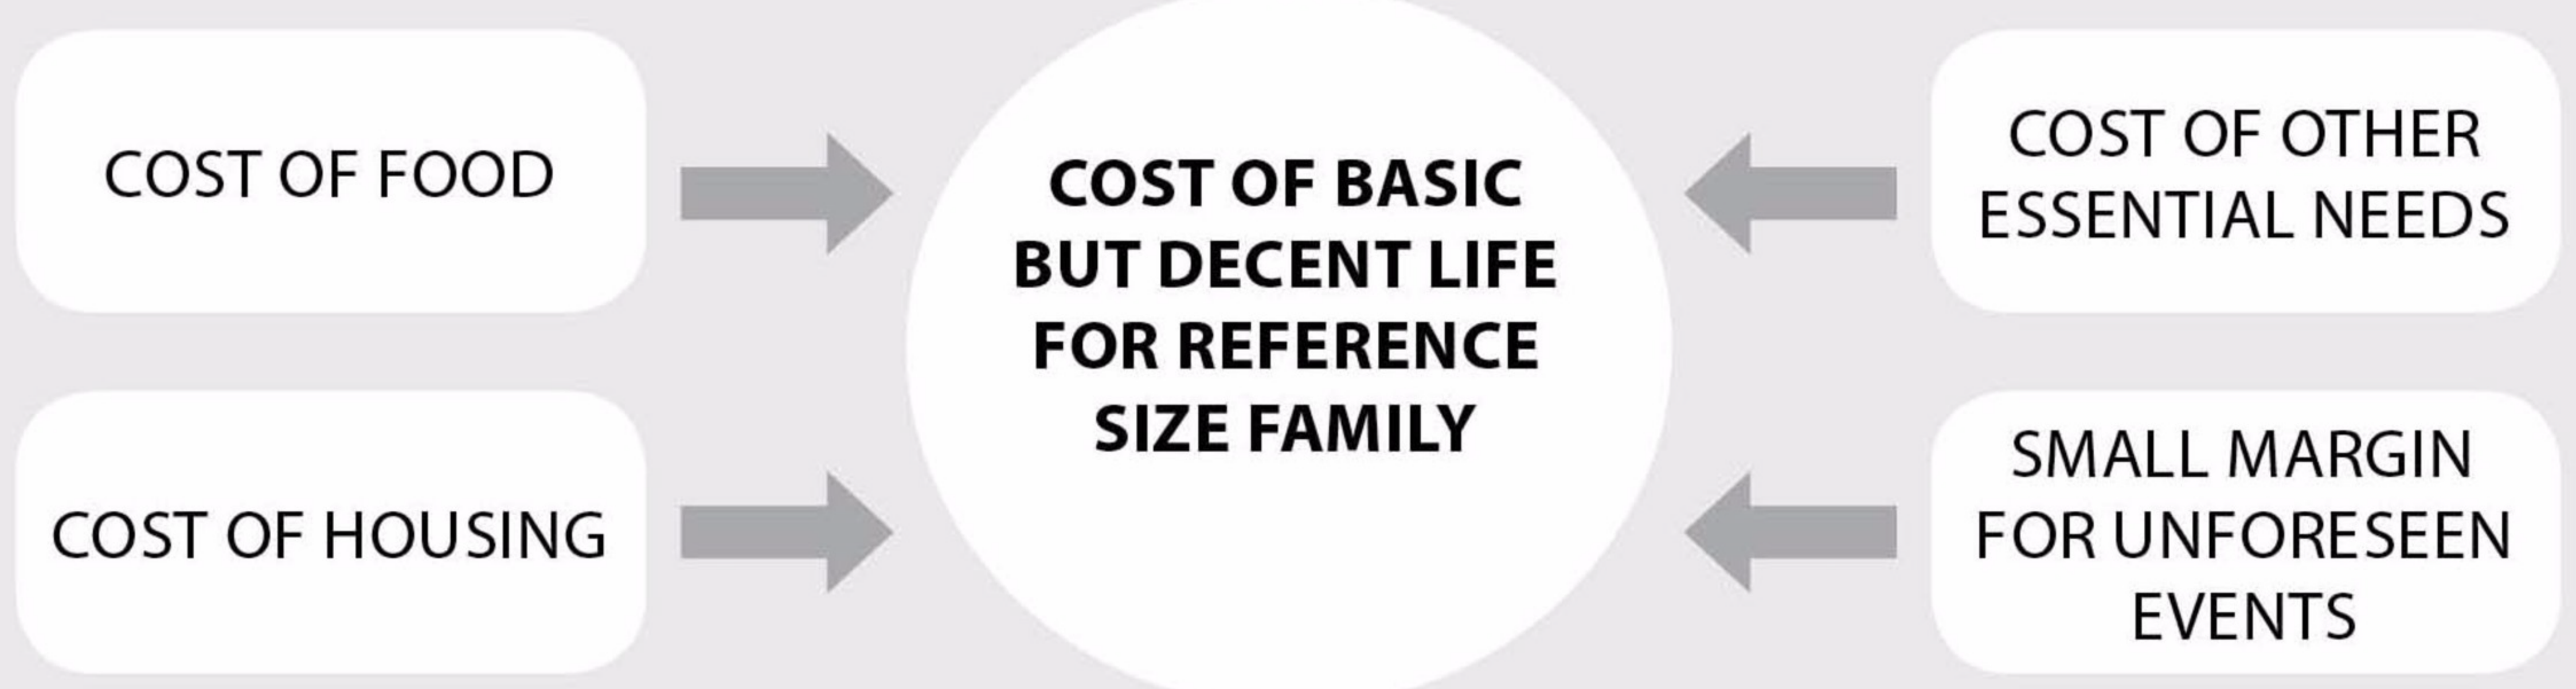 COST OF FOOD
COST OF HOUSING
COST OF BASIC
BUT DECENT LIFE
FOR REFERENCE
SIZE FAMILY
COST OF OTHER
ESSENTIAL NEEDS
SMALL MARGIN
FOR UNFORESEEN
EVENTS